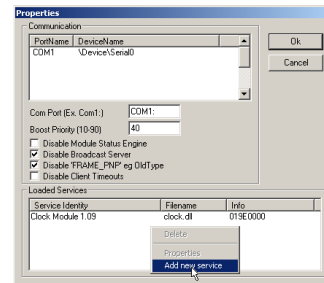 Properties
Communication
PortName DeviceName
COM1 \Device\Serial0
Ok
Cancel
Com Port (Ex. Com1:) COM1:
Boost Priority (10-90) 40
Disable Module Status Engine
Disable Broadcast Server
Disable 'FRAME_PNP' eg OldType
Disable Client Timeouts
Loaded Services
Service Identity Filename Info
Clock Module 1.09 clock.dll 019E0000
Delete
Properties
Add new service